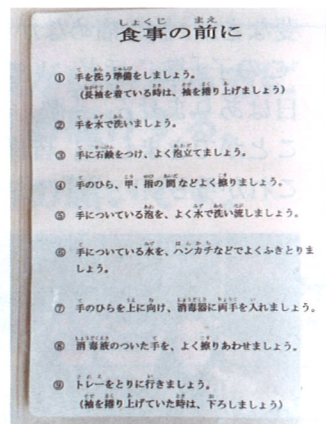 食事の前に
① 手を洗う準備をしましょう。
(長袖を着ている時は、袖を捲り上げましょう)
② 手を水で洗いましょう。
③ 手に石鹸をつけ、よく泡立てましょう。
④ 手のひら、甲、指の間などよく擦りましょう。
⑤ 手についている泡を、よく水で洗い流しましょう。
⑥ 手についている水を、ハンカチなどでよくふきとりま
しょう。
⑦ 手のひらを上に向け、消毒器に両手を入れましょう。
⑧ 消毒液のついた手を、よく擦りあわせましょう。
⑨ トレーをとりに行きましょう。
(袖を捲り上げていた時は、下ろしましょう)